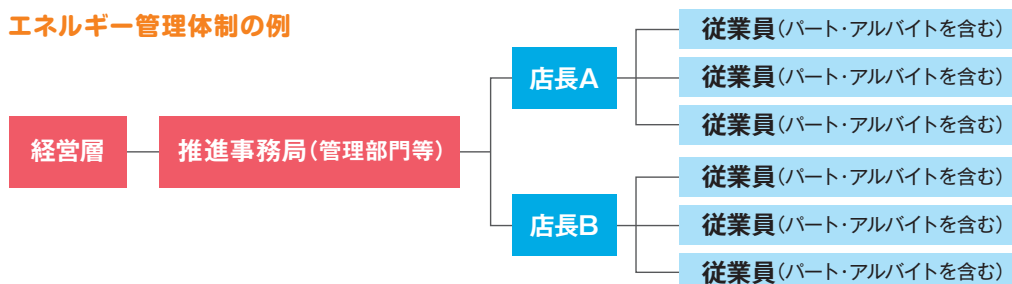 エネルギー管理体制の例
経営層
推進事務局(管理部門等)
店長A
従業員(パート・アルバイトを含む)
従業員(パート・アルバイトを含む)
従業員(パート・アルバイトを含む)
店長B
従業員(パート・アルバイトを含む)
従業員(パート・アルバイトを含む)
従業員(パート・アルバイトを含む)